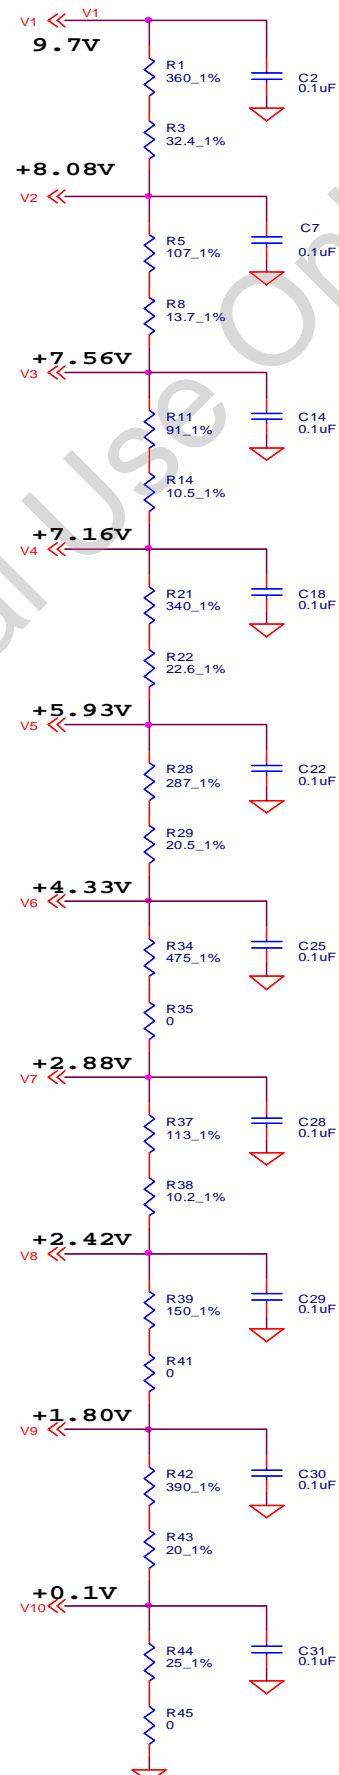 V1
V1
9.7V
R1
360_1%
C2
0.1uF
R3
32.4_1%
+8.08V
V2
C7
0.1uF
R5
107_1%
R8
13.7_1%
+7.56V
V3
R11
91_1%
C14
0.1uF
R14
10.5_1%
+7.16V
V4
R21
340_1%
C18
0.1uF
R22
22.6_1%
+5.93V
V5
R28
287_1%
C22
0.1uF
R29
20.5_1%
+4.33V
V6
R34
475_1%
C25
0.1uF
R35
0
+2.88V
V7
R37
113_1%
C28
0.1uF
R38
10.2_1%
+2.42V
V8
R39
150_1%
C29
0.1uF
R41
0
+1.80V
V9
R42
390_1%
C30
0.1uF
R43
20_1%
+0.1V
V10
R44
25_1%
C31
0.1uF
R45
0
al Use On